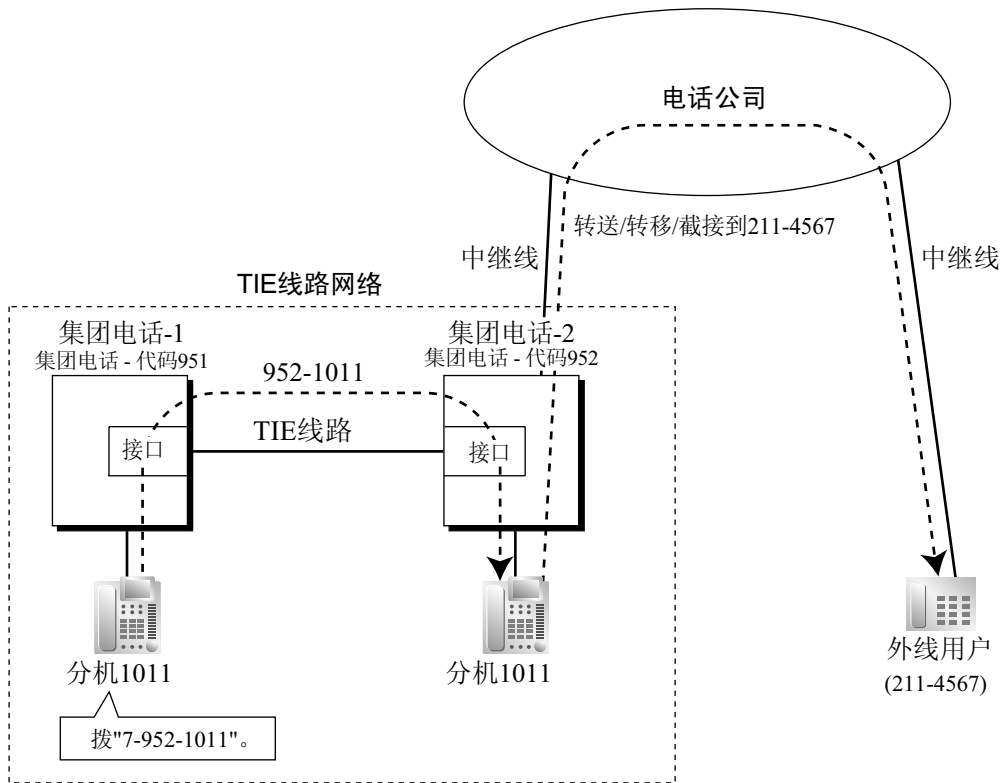 电话公司
转送/转移/截接到211-4567
中继线
中继线
TIE线路网络
集团电话-1
集团电话 - 代码951
集团电话-2
集团电话 - 代码952
952-1011
TIE线路
接口
接口
分机1011
分机1011
外线用户
(211-4567)
拨"7-952-1011"。